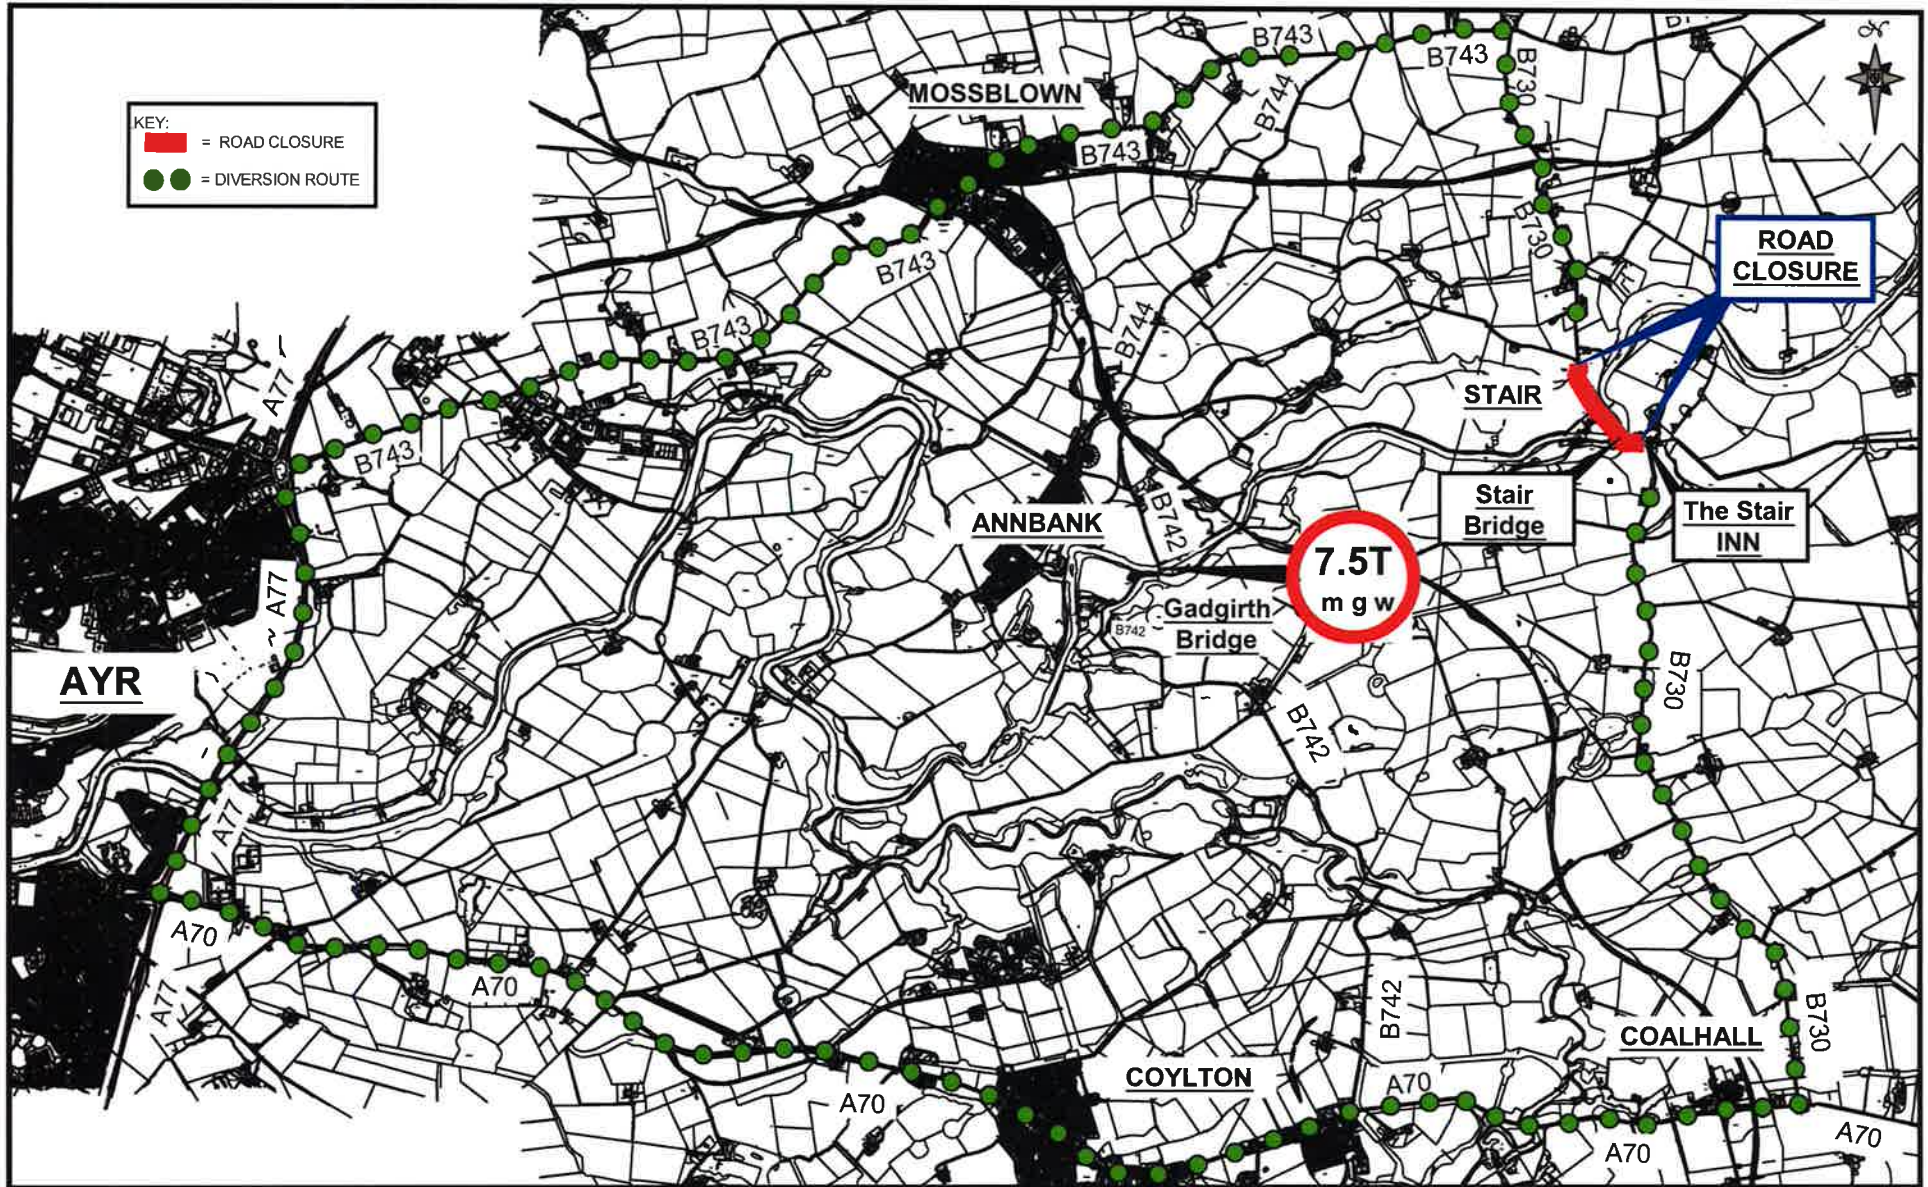 KEY:
= ROAD CLOSURE
= DIVERSION ROUTE
B743
B743
B730
MOSSBLOWN
B744
B743
B730
ROAD
CLOSURE
B743
B743
B744
A77
STAIR
B743
Stair
Bridge
The Stair
INN
ANNBANK
B742
7.5T
m g w
A77
Gadgirth
Bridge
B742
AYR
B730
B742
A77
A70
A70
A77
B742
B730
COALHALL
COYLTON
A70
A70
A70
A70